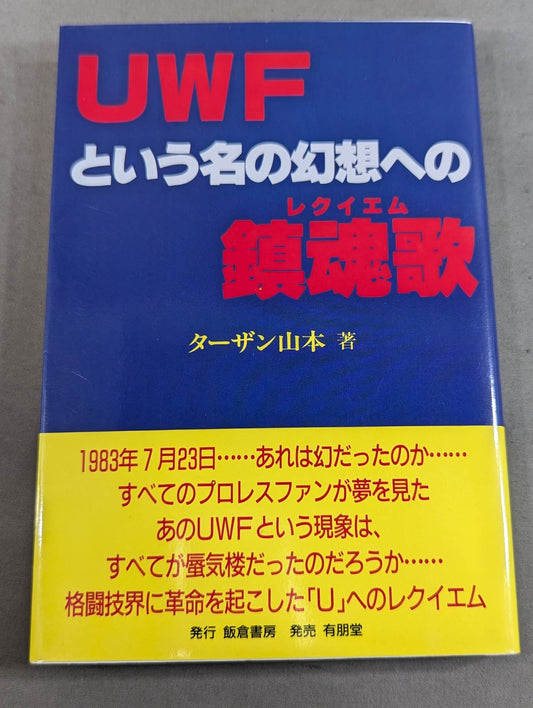 UWF
という名の幻想への
レクイエム
鎮魂歌
ターザン山本 著
1983年7月23日……あれは幻だったのか……
すべてのプロレスファンが夢を見た
あのUWFという現象は、
すべてが蜃気楼だったのだろうか……
格闘技界に革命を起こした「U」へのレクイエム
発行 飯倉書房 発売 有朋堂